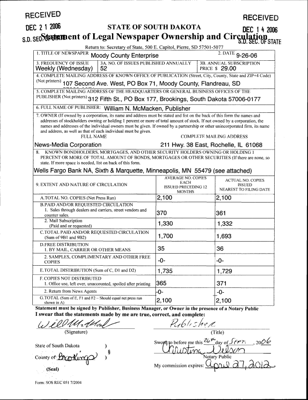 RECEIVED
DEC 21 2006
S.D. SEC. OF STATE
RECEIVED
DEC 14 2006
S.D. SEC. OF STATE
STATE OF SOUTH DAKOTA
Statement of Legal Newspaper Ownership and Circulation
Return to: Secretary of State, 500 E. Capitol, Pierre, SD 57501-5077
1. TITLE OF NEWSPAPER Moody County Enterprise
2. DATE 9-26-06
3. FREQUENCY OF ISSUE Weekly (Wednesday)
3A. NO. OF ISSUES PUBLISHED ANNUALLY 52
3B. ANNUAL SUBSCRIPTION PRICE $ 29.00
4. COMPLETE MAILING ADDRESS OF KNOWN OFFICE OF PUBLICATION (Street, City, County, State and ZIP+4 Code)
(Not printers) 107 Second Ave. West, PO Box 71, Moody County, Flandreau, SD
5. COMPLETE MAILING ADDRESS OF THE HEADQUARTERS OR GENERAL BUSINESS OFFICES OF THE
PUBLISHER (Not printers) 312 Fifth St., PO Box 177, Brookings, South Dakota 57006-0177
6. FULL NAME OF PUBLISHER: William N. McMacken, Publisher
7. OWNER (If owned by a corporation, its name and address must be stated and list on the back of this form the names and
addresses of stockholders owning or holding 1 percent or more of total amount of stock. If not owned by a corporation, the
names and addresses of the individual owners must be given. If owned by a partnership or other unincorporated firm, its name
and address, as well as that of each individual must be given.
FULL NAME
COMPLETE MAILING ADDRESS
News-Media Corporation
211 Hwy. 38 East, Rochelle, IL 61068
8. KNOWN BONDHOLDERS, MORTGAGES, AND OTHER SECURITY HOLDERS OWNING OR HOLDING 1
PERCENT OR MORE OF TOTAL AMOUNT OF BONDS, MORTGAGES OR OTHER SECURITIES (If there are none, so
state. If more space is needed, list on back of this form.
Wells Fargo Bank NA, Sixth & Marquette, Minneapolis, MN 55479 (see attached)
9. EXTENT AND NATURE OF CIRCULATION
AVERAGE NO. COPIES EACH ISSUED PRECEDING 12 MONTHS
ACTUAL NO. COPIES ISSUED NEAREST TO FILING DATE
A. TOTAL NO. COPIES (Net Press Run) 2,100 2,100
B. PAID AND/OR REQUESTED CIRCULATION
1. Sales through dealers and carriers, street vendors and
counter sales 370 361
2. Mail Subscription
(Paid and/or requested) 1,330 1,332
C. TOTAL PAID AND/OR REQUESTED CIRCULATION
(Sum of 9B1 and 9B2) 1,700 1,693
D. FREE DISTRIBUTION
1. BY MAIL, CARRIER OR OTHER MEANS 35 36
2. SAMPLES, COMPLIMENTARY AND OTHER FREE
COPIES -0- -0-
E. TOTAL DISTRIBUTION (Sum of C, D1 and D2) 1,735 1,729
F. COPIES NOT DISTRIBUTED
1. Office use, left over, unaccounted, spoiled after printing 365 371
2. Return from News Agents -0- -0-
G. TOTAL (Sum of E, F1 and F2 - Should equal net press run
shown in A) 2,100 2,100
Statement must be signed by Publisher, Business Manager, or Owner in the presence of a Notary Public
I swear that the statements made by me are true, correct, and complete:
Publisher
(Signature)
(Title)
State of South Dakota )
County of Brookings )
(Seal)
Sworn to before me this 26th day of Sept. 2006
Christine Delsen
Notary Public
My commission expires: April 27, 2012
Form: SOS REC 051 7/2006